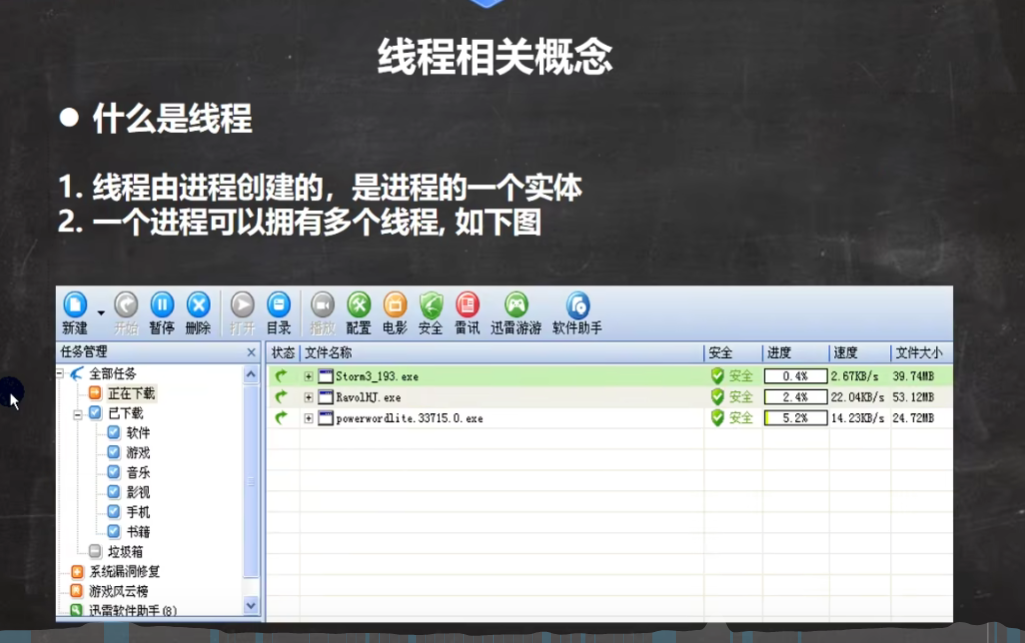 线程相关概念
● 什么是线程
1. 线程由进程创建的，是进程的一个实体
2. 一个进程可以拥有多个线程, 如下图
新建 开始 暂停 删除 打开 目录 播放 配置 电影 安全 雷讯 迅雷游游 软件助手
任务管理
全部任务
正在下载
已下载
软件
游戏
音乐
影视
手机
书籍
垃圾箱
系统漏洞修复
游戏风云榜
迅雷软件助手(8)
状态 文件名称 安全 进度 速度 文件大小
Storm3_193.exe 安全 0.4% 2.67KB/s 39.74MB
RavolHJ.exe 安全 2.4% 22.04KB/s 53.12MB
powerwordlite.33715.0.exe 安全 5.2% 14.23KB/s 24.72MB